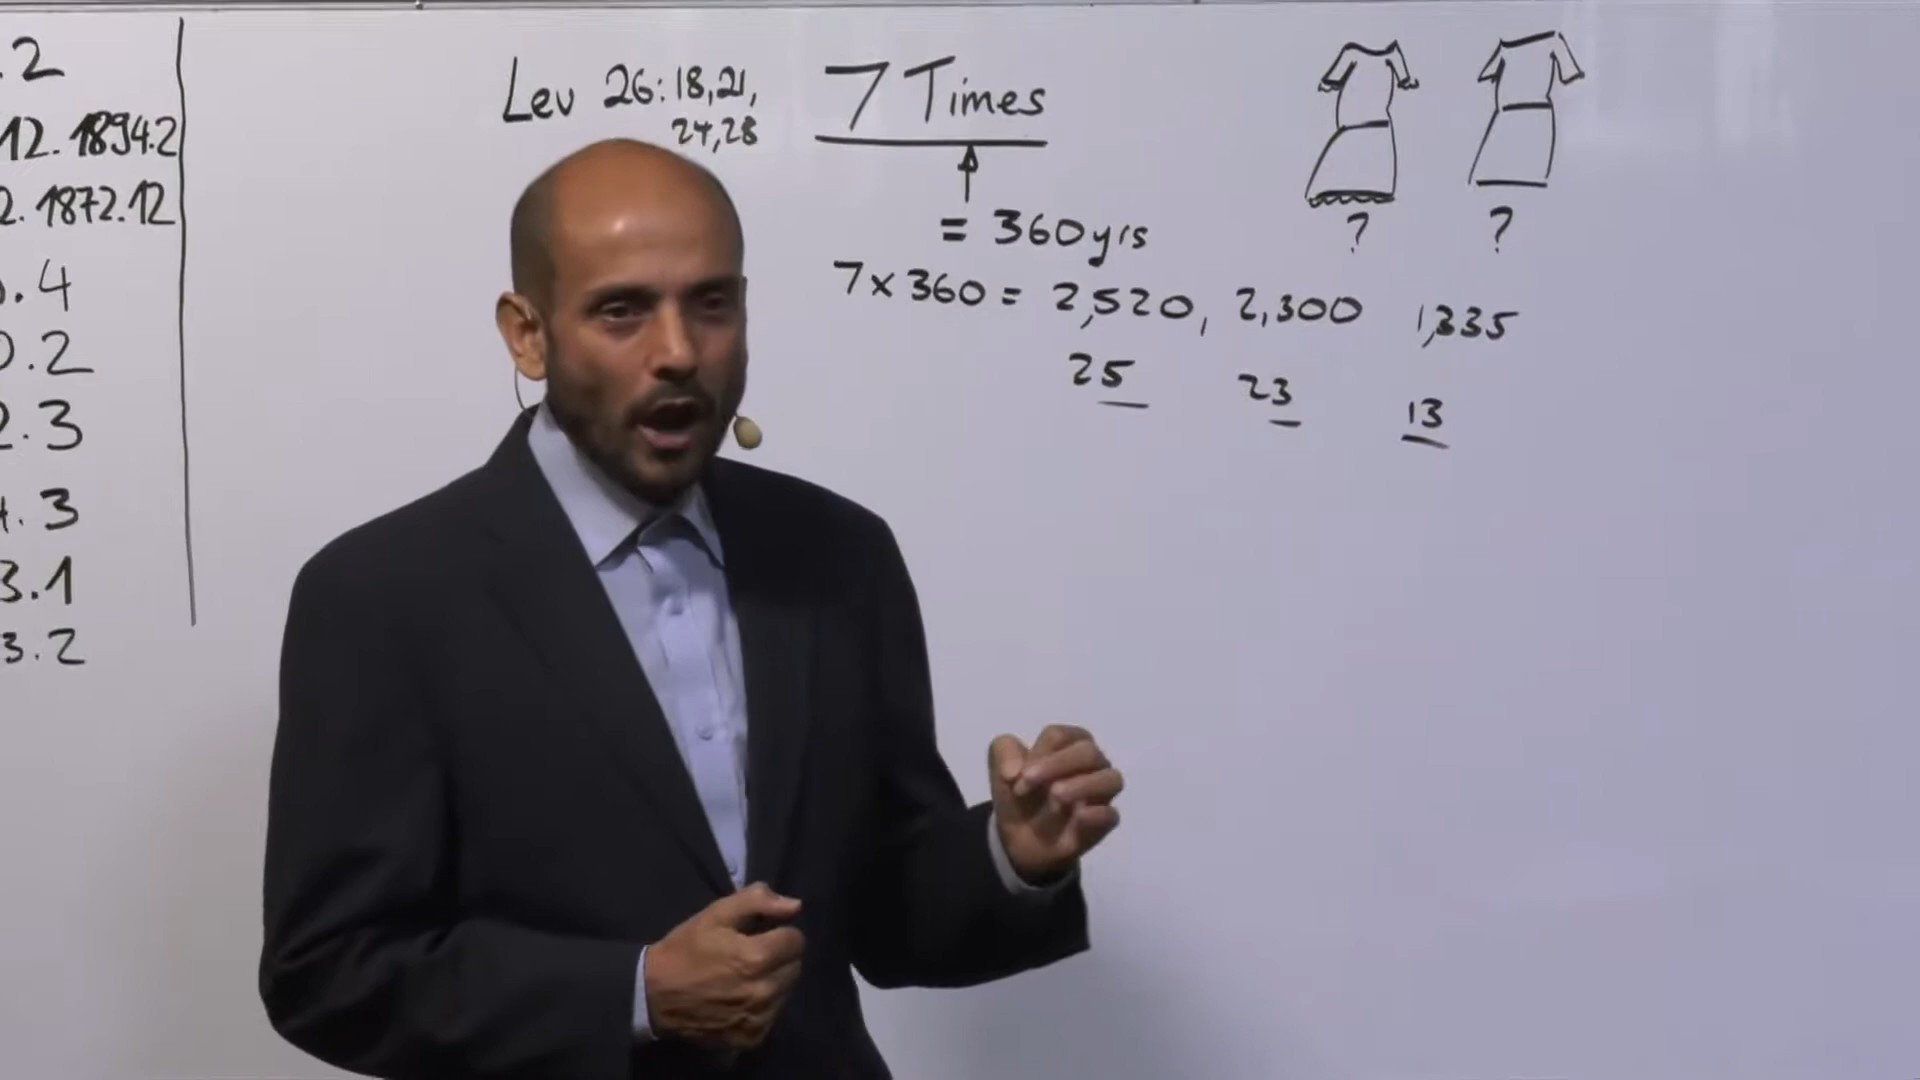 .2
12.1894.2
2.1872.12
.4
0.2
2.3
.3
3.1
3.2
Lev 26:18,21,
24,28
7 Times
= 360yrs
7x360 = 2,520, 2,300 1,335
25 23 13
? ?